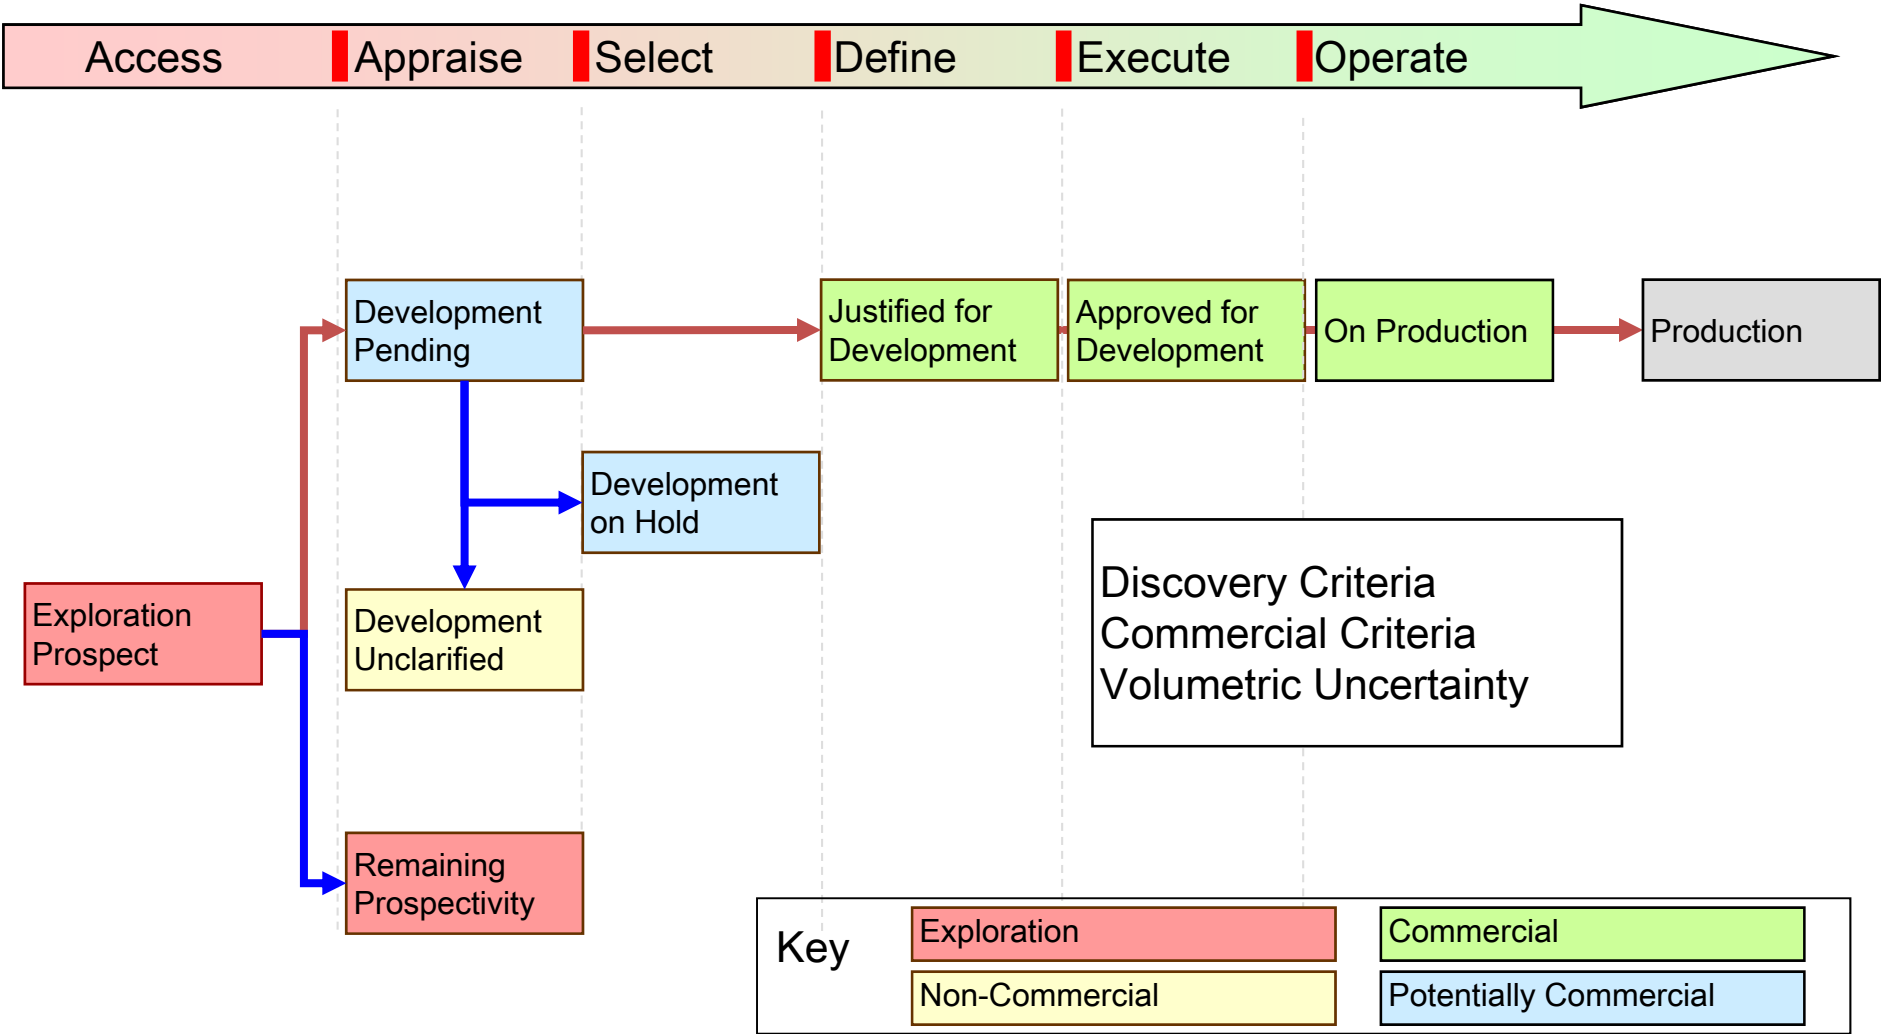 Access
Appraise
Select
Define
Execute
Operate
Development
Pending
Justified for
Development
Approved for
Development
On Production
Production
Development
on Hold
Exploration
Prospect
Development
Unclarified
Discovery Criteria
Commercial Criteria
Volumetric Uncertainty
Remaining
Prospectivity
Key
Exploration
Commercial
Non-Commercial
Potentially Commercial